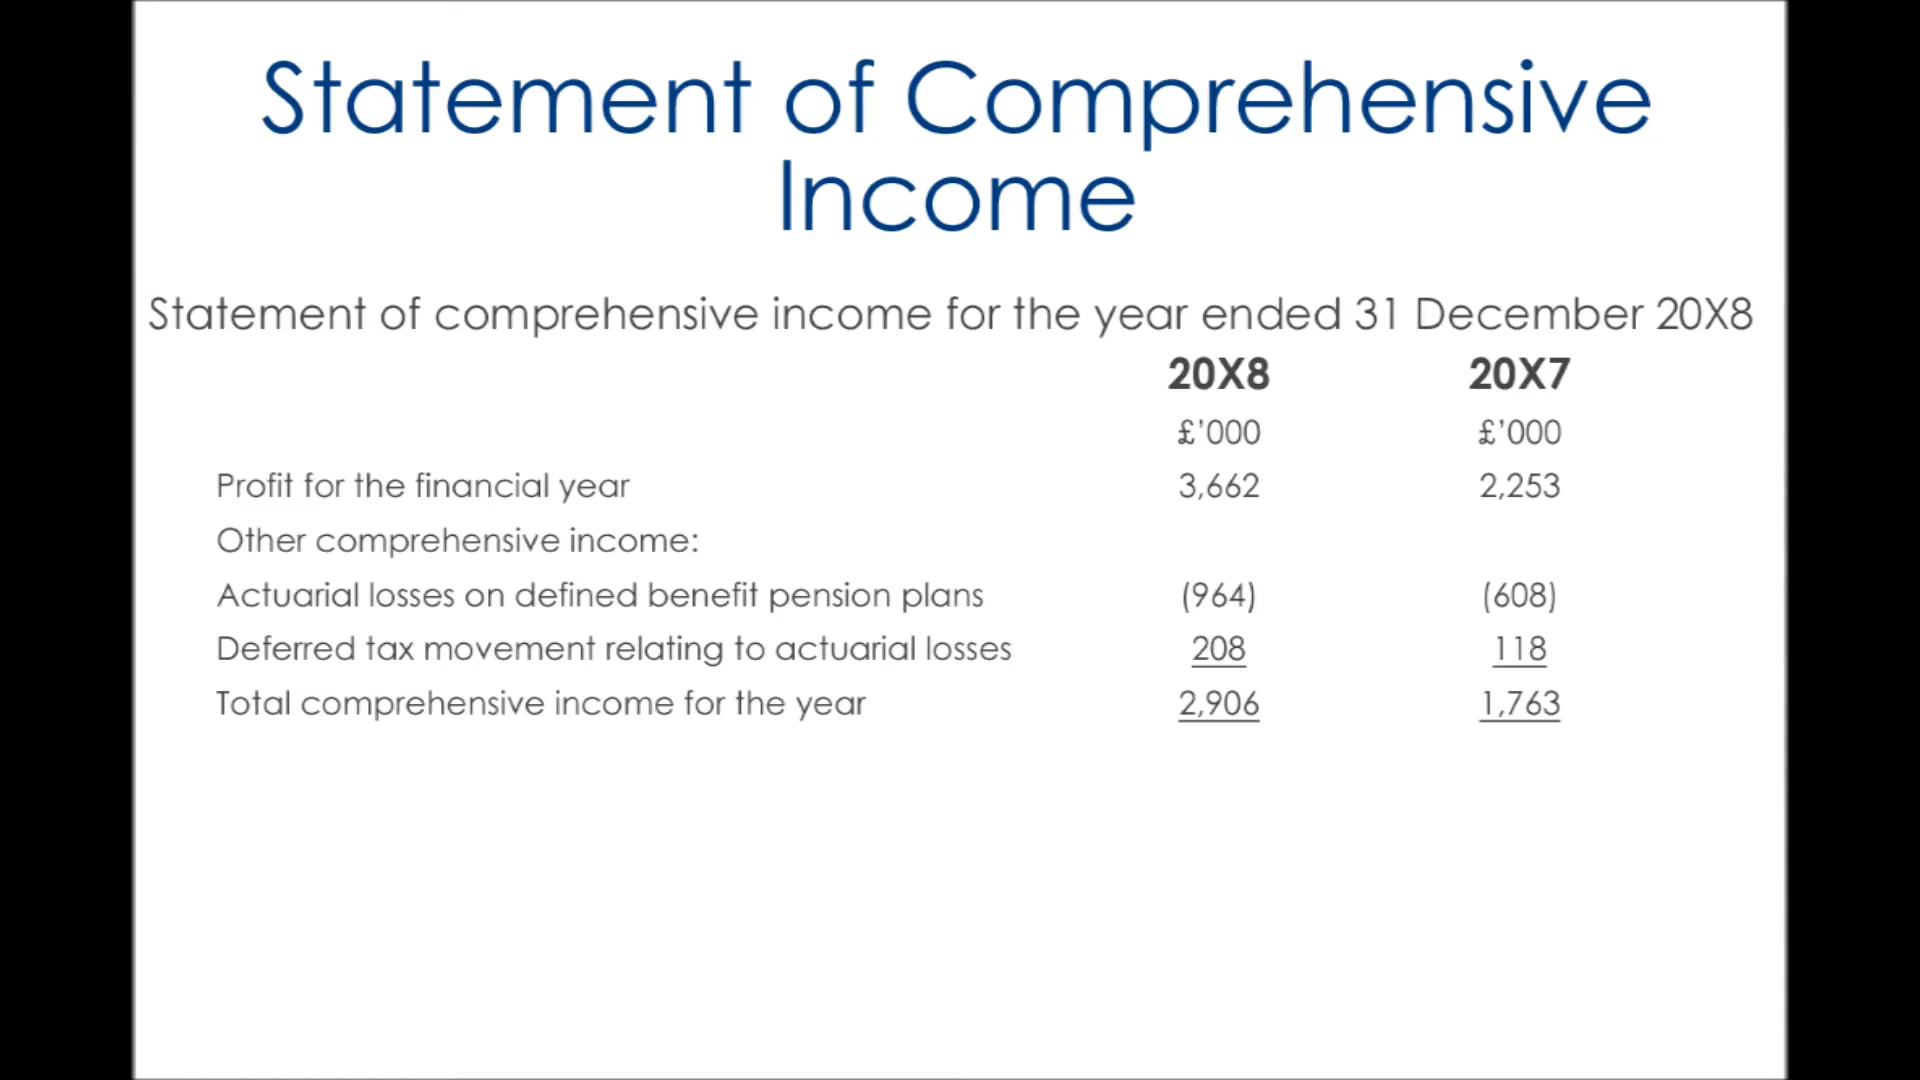 Statement of Comprehensive
Income
Statement of comprehensive income for the year ended 31 December 20X8
20X8 20X7
£’000 £’000
Profit for the financial year 3,662 2,253
Other comprehensive income:
Actuarial losses on defined benefit pension plans (964) (608)
Deferred tax movement relating to actuarial losses 208 118
Total comprehensive income for the year 2,906 1,763